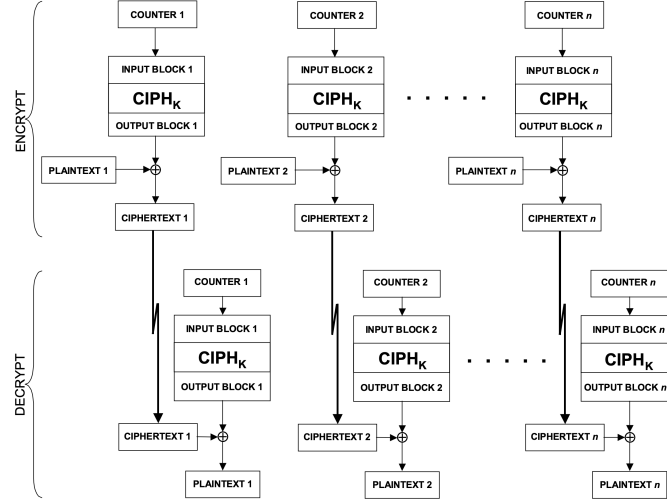 ENCRYPT
COUNTER 1
COUNTER 2
COUNTER n
INPUT BLOCK 1
INPUT BLOCK 2
INPUT BLOCK n
CIPHK
CIPHK
CIPHK
OUTPUT BLOCK 1
OUTPUT BLOCK 2
OUTPUT BLOCK n
PLAINTEXT 1
PLAINTEXT 2
PLAINTEXT n
CIPHERTEXT 1
CIPHERTEXT 2
CIPHERTEXT n
DECRYPT
COUNTER 1
COUNTER 2
COUNTER n
INPUT BLOCK 1
INPUT BLOCK 2
INPUT BLOCK n
CIPHK
CIPHK
CIPHK
OUTPUT BLOCK 1
OUTPUT BLOCK 2
OUTPUT BLOCK n
CIPHERTEXT 1
CIPHERTEXT 2
CIPHERTEXT n
PLAINTEXT 1
PLAINTEXT 2
PLAINTEXT n